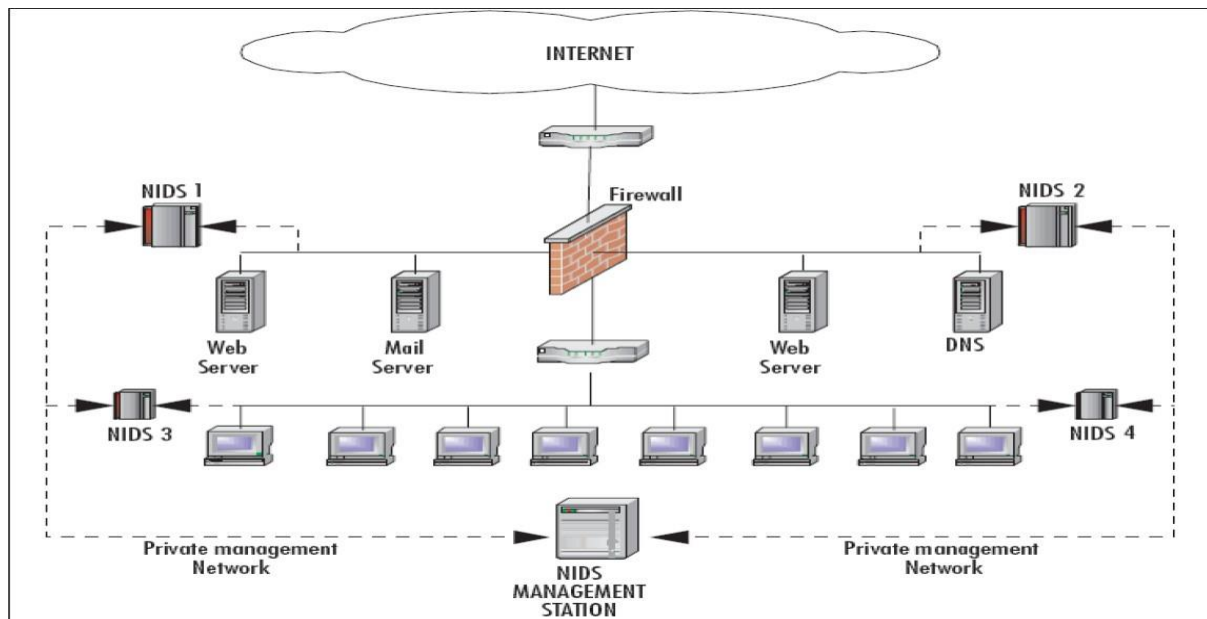 INTERNET
NIDS 1
Firewall
NIDS 2
Web
Server
Mail
Server
Web
Server
DNS
NIDS 3
NIDS 4
Private management
Network
NIDS
MANAGEMENT
STATION
Private management
Network